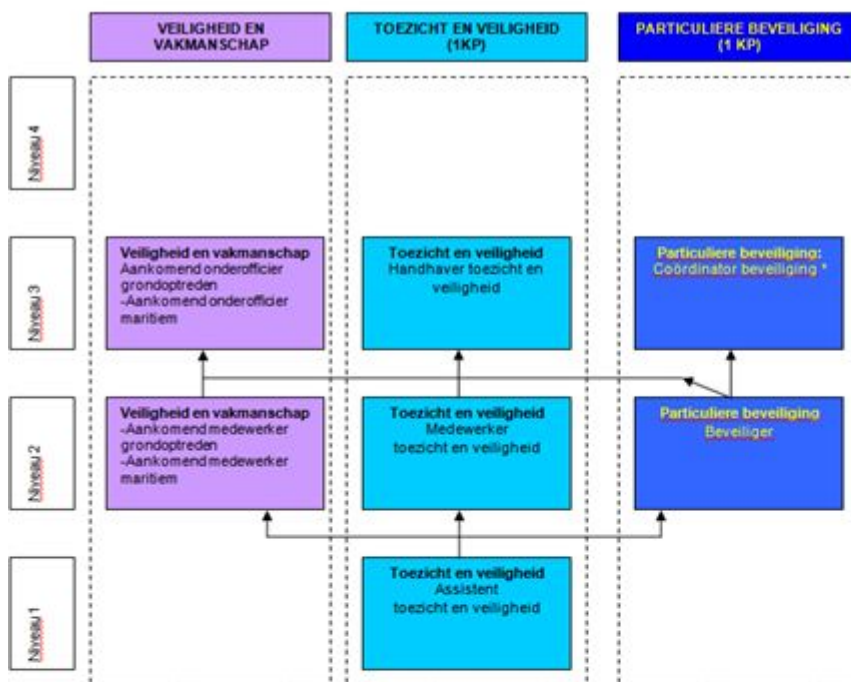 VEILIGHEID EN
VAKMANSCHAP
TOEZICHT EN VEILIGHEID
(1KP)
PARTICULIERE BEVEILIGING
(1 KP)
Niveau 4
Niveau 3
Veiligheid en vakmanschap
Aankomend onderofficier
grondoptreden
-Aankomend onderofficier
maritiem
Toezicht en veiligheid
Handhaver toezicht en
veiligheid
Particuliere beveiliging:
Coördinator beveiliging *
Niveau 2
Veiligheid en vakmanschap
-Aankomend medewerker
grondoptreden
-Aankomend medewerker
maritiem
Toezicht en veiligheid
Medewerker
toezicht en veiligheid
Particuliere beveiliging
Beveiliger
Niveau 1
Toezicht en veiligheid
Assistent
toezicht en veiligheid